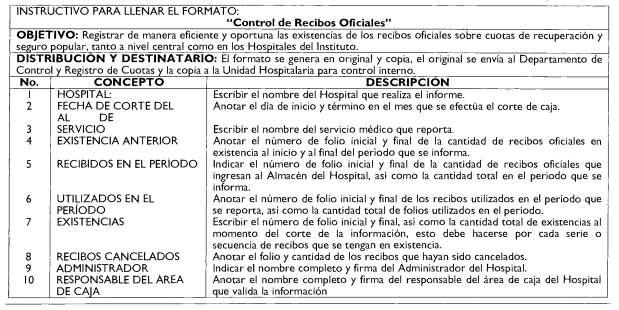 INSTRUCTIVO PARA LLENAR EL FORMATO:
"Control de Recibos Oficiales"
OBJETIVO: Registrar de manera eficiente y oportuna las existencias de los recibos oficiales sobre cuotas de recuperación y
seguro popular, tanto a nivel central como en los Hospitales del Instituto.
DISTRIBUCIÓN Y DESTINATARIO: El formato se genera en original y copia, el original se envía al Departamento de
Control y Registro de Cuotas y la copia a la Unidad Hospitalaria para control interno.
No. CONCEPTO DESCRIPCIÓN
1 HOSPITAL: Escribir el nombre del Hospital que realiza el informe.
2 FECHA DE CORTE DEL Anotar el día de inicio y término en el mes que se efectúa el corte de caja.
AL DE
3 SERVICIO Escribir el nombre del servicio médico que reporta.
4 EXISTENCIA ANTERIOR Anotar el número de folio inicial y final de la cantidad de recibos oficiales en
existencia al inicio y al final del período que se informa.
5 RECIBIDOS EN EL PERÍODO Indicar el número de folio inicial y final de la cantidad de recibos oficiales que
ingresan al Almacén del Hospital, así como la cantidad total en el periodo que se
informa.
6 UTILIZADOS EN EL Anotar el número de folio inicial y final de los recibos utilizados en el período que
PERÍODO se reporta, así como la cantidad total de folios utilizados en el periodo.
7 EXISTENCIAS Escribir el número de folio inicial y final, así como la cantidad total de existencias al
momento del corte de la información, esto debe hacerse por cada serie o
secuencia de recibos que se tengan en existencia.
8 RECIBOS CANCELADOS Anotar el folio y cantidad de los recibos que hayan sido cancelados.
9 ADMINISTRADOR Indicar el nombre completo y firma del Administrador del Hospital.
10 RESPONSABLE DEL ÁREA Anotar el nombre completo y firma del responsable del área de caja del Hospital
DE CAJA que valida la información